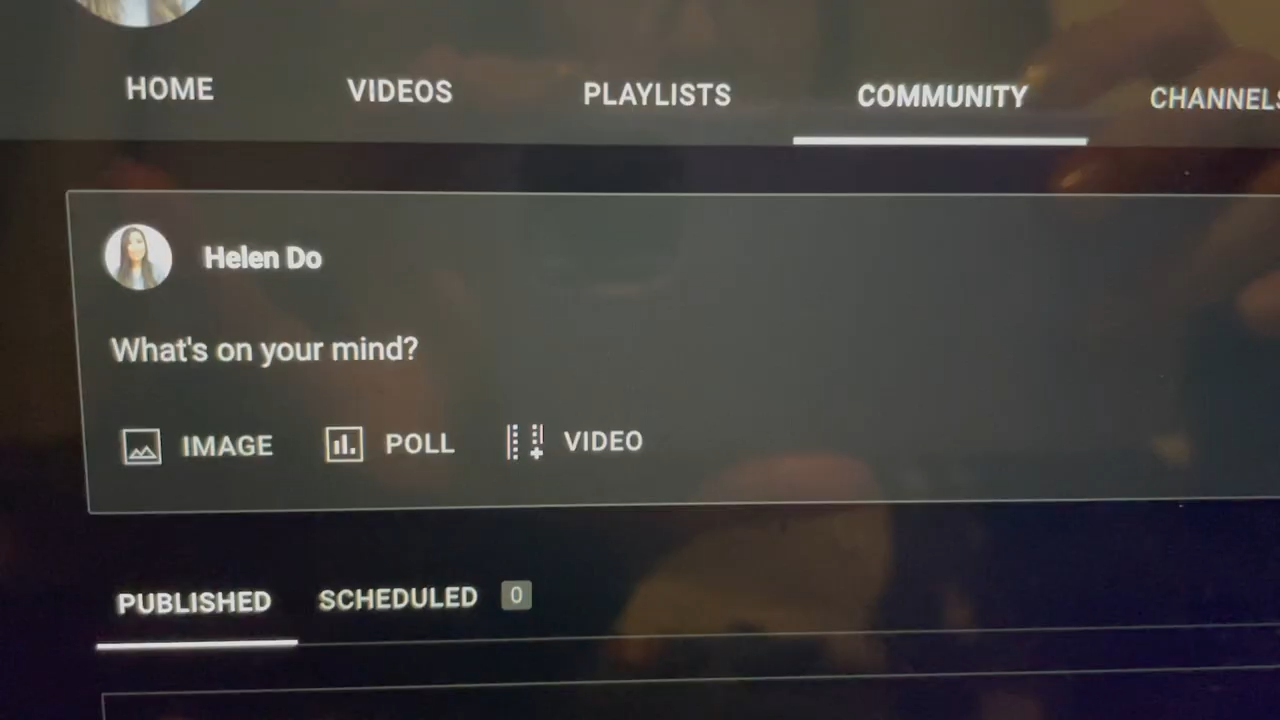 HOME VIDEOS PLAYLISTS COMMUNITY CHANNELS
Helen Do
What's on your mind?
IMAGE POLL VIDEO
PUBLISHED SCHEDULED 0